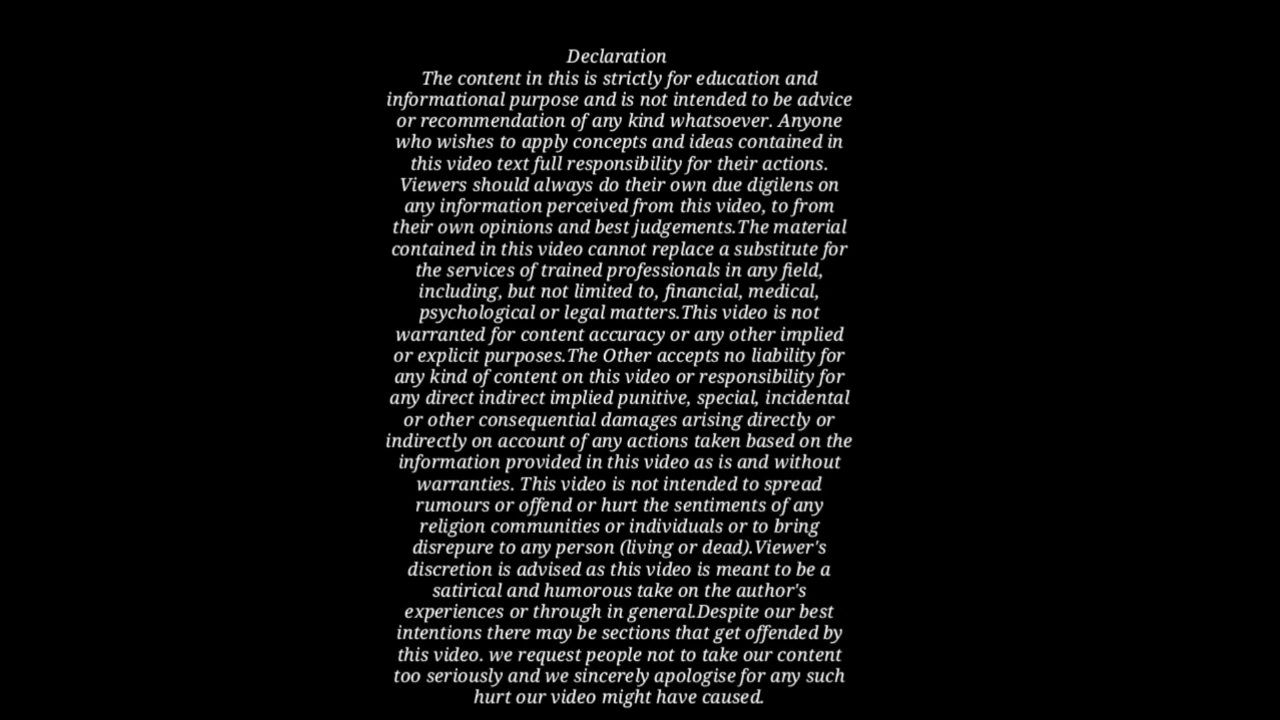 Declaration
The content in this is strictly for education and
informational purpose and is not intended to be advice
or recommendation of any kind whatsoever. Anyone
who wishes to apply concepts and ideas contained in
this video text full responsibility for their actions.
Viewers should always do their own due digilens on
any information perceived from this video, to from
their own opinions and best judgements.The material
contained in this video cannot replace a substitute for
the services of trained professionals in any field,
including, but not limited to, financial, medical,
psychological or legal matters.This video is not
warranted for content accuracy or any other implied
or explicit purposes.The Other accepts no liability for
any kind of content on this video or responsibility for
any direct indirect implied punitive, special, incidental
or other consequential damages arising directly or
indirectly on account of any actions taken based on the
information provided in this video as is and without
warranties. This video is not intended to spread
rumours or offend or hurt the sentiments of any
religion communities or individuals or to bring
disrepure to any person (living or dead).Viewer's
discretion is advised as this video is meant to be a
satirical and humorous take on the author's
experiences or through in general.Despite our best
intentions there may be sections that get offended by
this video. we request people not to take our content
too seriously and we sincerely apologise for any such
hurt our video might have caused.